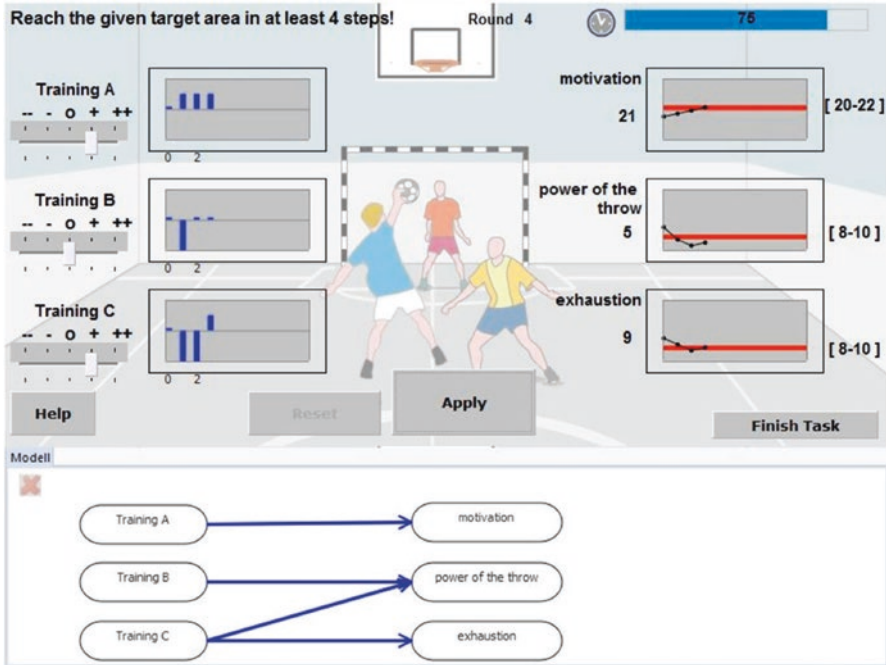 Reach the given target area in at least 4 steps!
Round 4
75
Training A
-- - o + ++
0 2
motivation
21
[ 20-22 ]
Training B
-- - o + ++
0 2
power of the
throw
5
[ 8-10 ]
Training C
-- - o + ++
0 2
exhaustion
9
[ 8-10 ]
Help
Reset
Apply
Finish Task
Modell
Training A
motivation
Training B
power of the throw
Training C
exhaustion